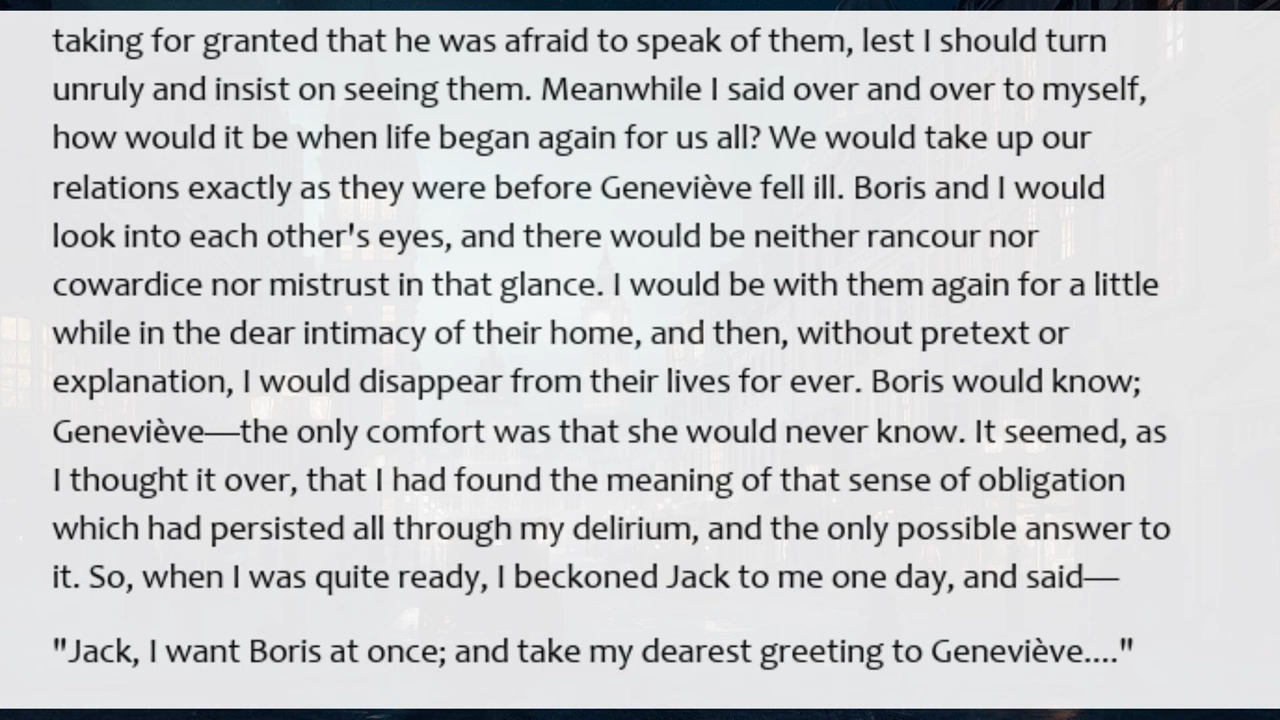 taking for granted that he was afraid to speak of them, lest I should turn
unruly and insist on seeing them. Meanwhile I said over and over to myself,
how would it be when life began again for us all? We would take up our
relations exactly as they were before Geneviève fell ill. Boris and I would
look into each other's eyes, and there would be neither rancour nor
cowardice nor mistrust in that glance. I would be with them again for a little
while in the dear intimacy of their home, and then, without pretext or
explanation, I would disappear from their lives for ever. Boris would know;
Geneviève—the only comfort was that she would never know. It seemed, as
I thought it over, that I had found the meaning of that sense of obligation
which had persisted all through my delirium, and the only possible answer to
it. So, when I was quite ready, I beckoned Jack to me one day, and said—
"Jack, I want Boris at once; and take my dearest greeting to Geneviève...."